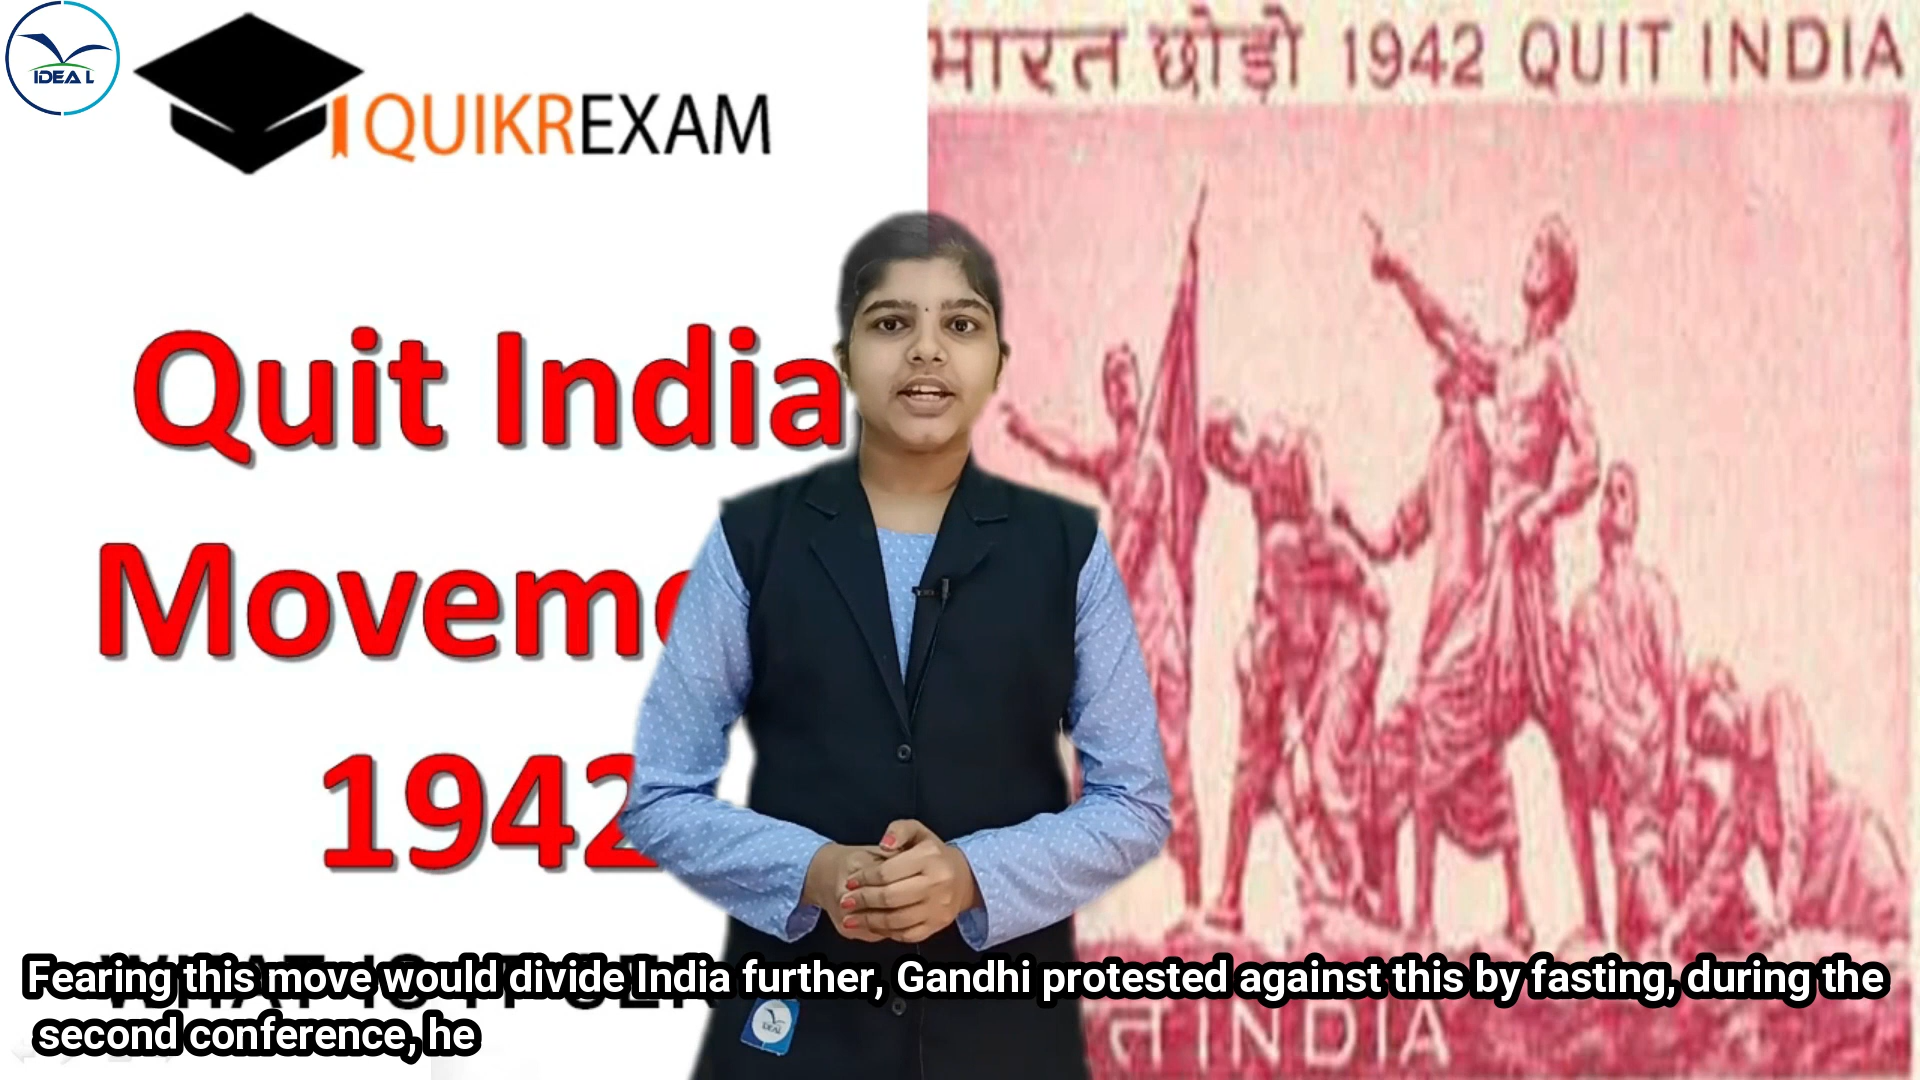 IDEAL
QUIKREXAM
भारत छोड़ो 1942 QUIT INDIA
Quit India
Moveme
1942
Fearing this move would divide India further, Gandhi protested against this by fasting, during the
second conference, he
IDEAL
त INDIA